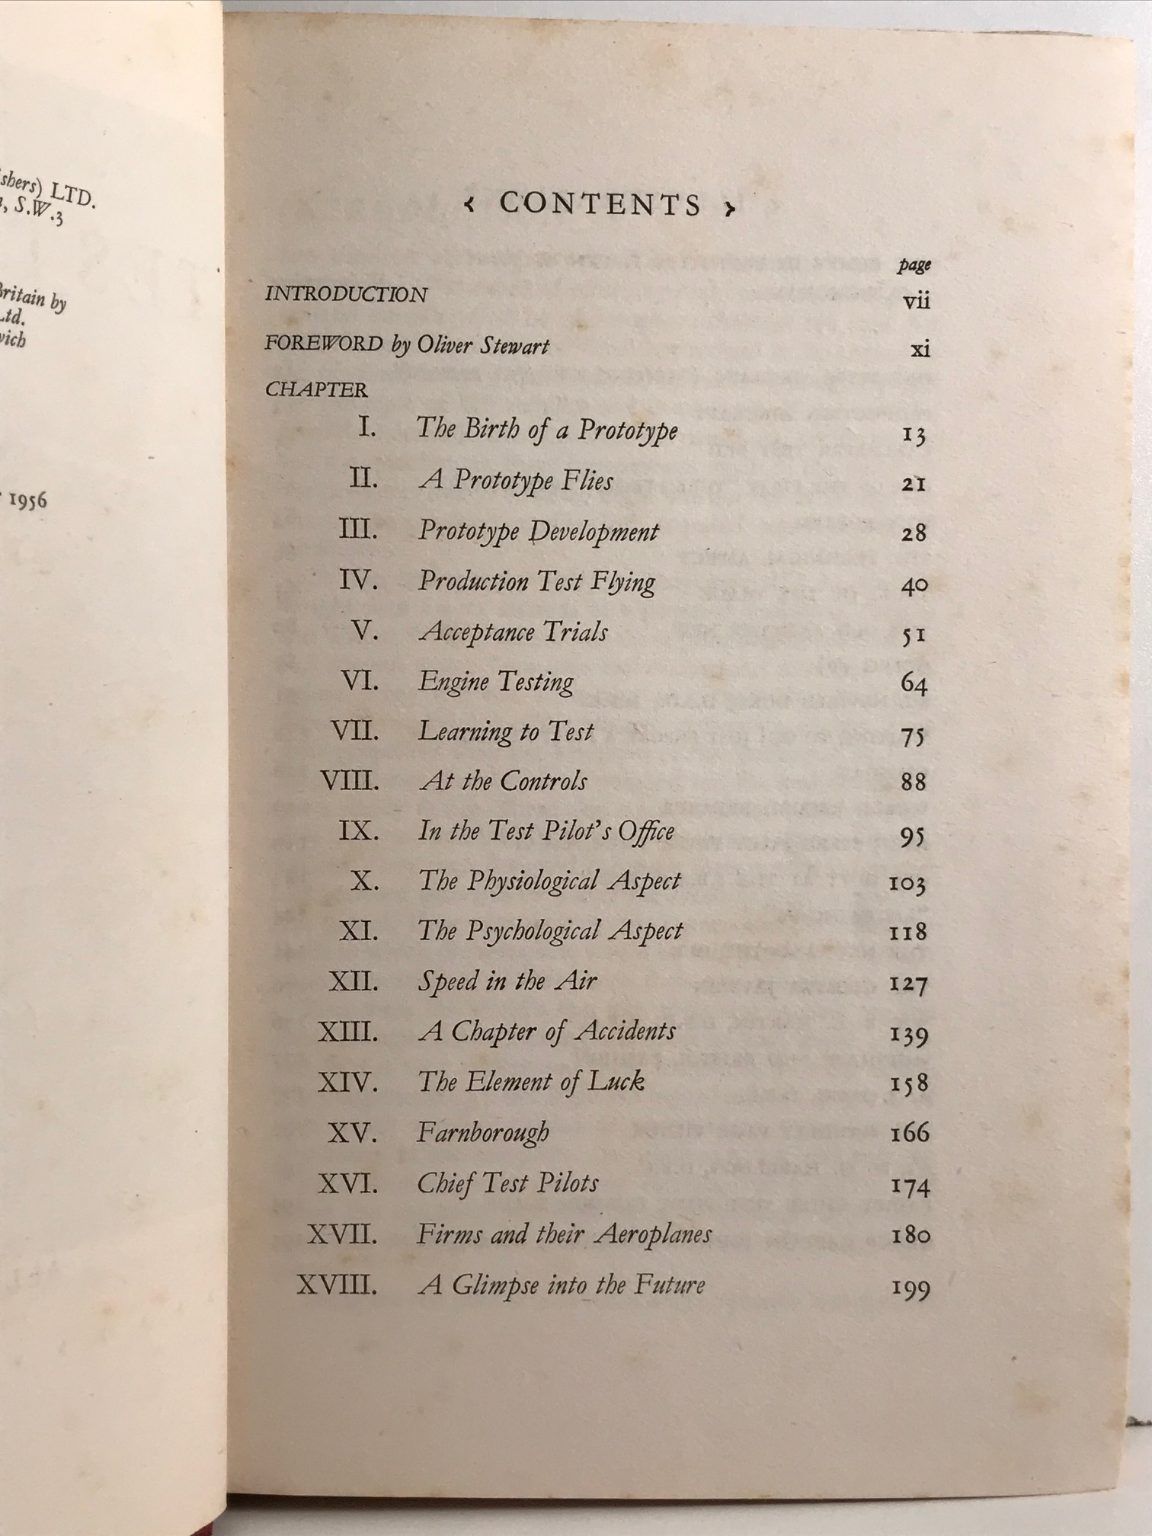 shers) LTD.
, S.W.3
Britain by
Ltd.
wich
1956
‹ CONTENTS ›
page
INTRODUCTION vii
FOREWORD by Oliver Stewart xi
CHAPTER
I. The Birth of a Prototype 13
II. A Prototype Flies 21
III. Prototype Development 28
IV. Production Test Flying 40
V. Acceptance Trials 51
VI. Engine Testing 64
VII. Learning to Test 75
VIII. At the Controls 88
IX. In the Test Pilot's Office 95
X. The Physiological Aspect 103
XI. The Psychological Aspect 118
XII. Speed in the Air 127
XIII. A Chapter of Accidents 139
XIV. The Element of Luck 158
XV. Farnborough 166
XVI. Chief Test Pilots 174
XVII. Firms and their Aeroplanes 180
XVIII. A Glimpse into the Future 199